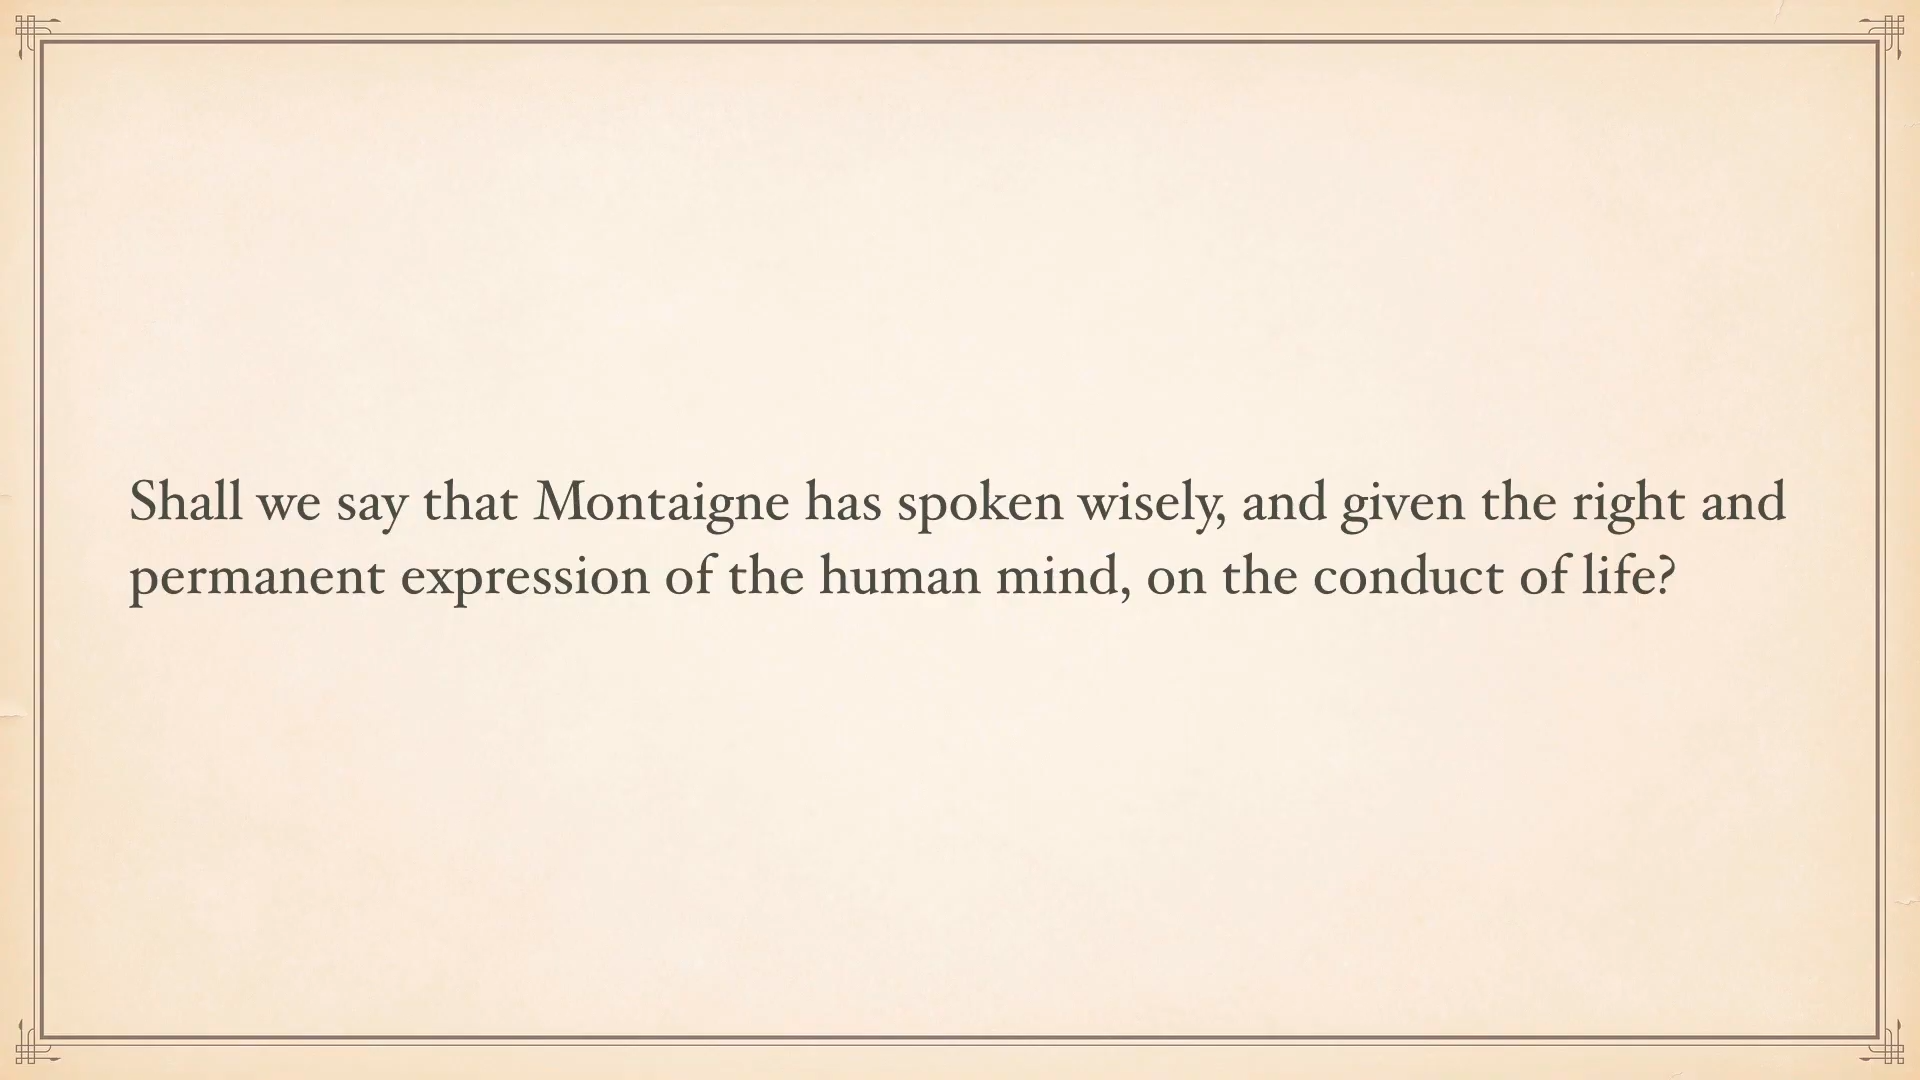 Shall we say that Montaigne has spoken wisely, and given the right and
permanent expression of the human mind, on the conduct of life?